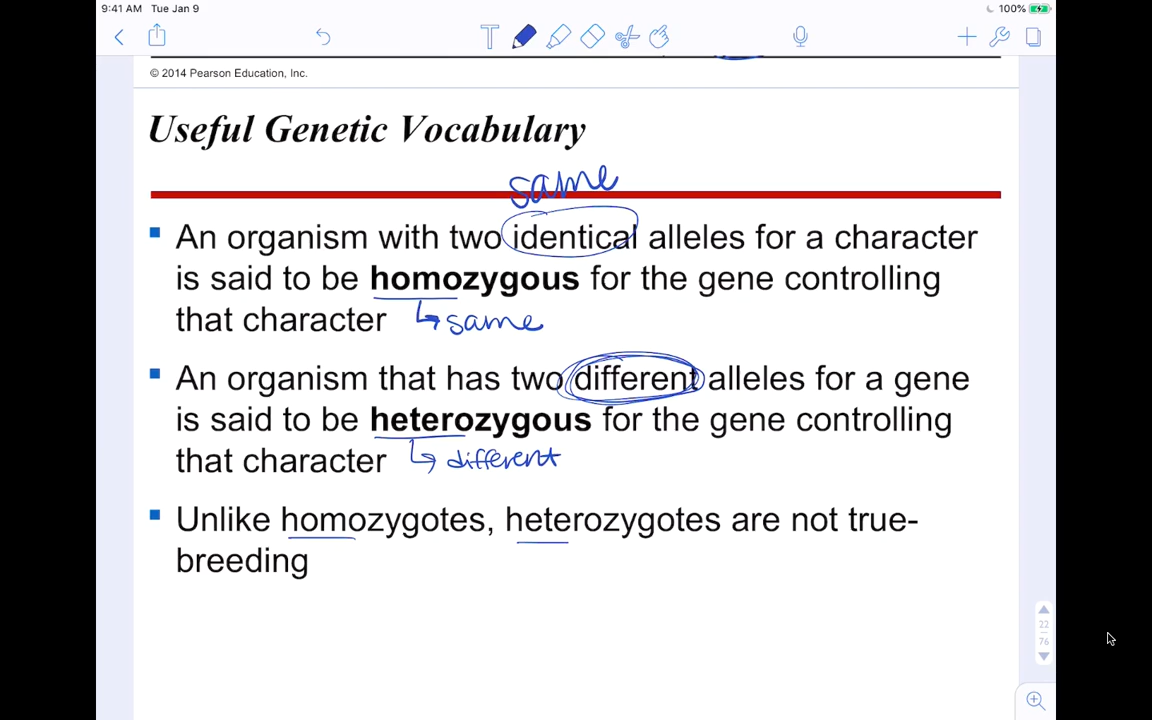 9:41 AM Tue Jan 9
100%
T
© 2014 Pearson Education, Inc.
Useful Genetic Vocabulary
same
An organism with two identical alleles for a character
is said to be homozygous for the gene controlling
that character same
An organism that has two different alleles for a gene
is said to be heterozygous for the gene controlling
that character different
Unlike homozygotes, heterozygotes are not true-
breeding
22
76